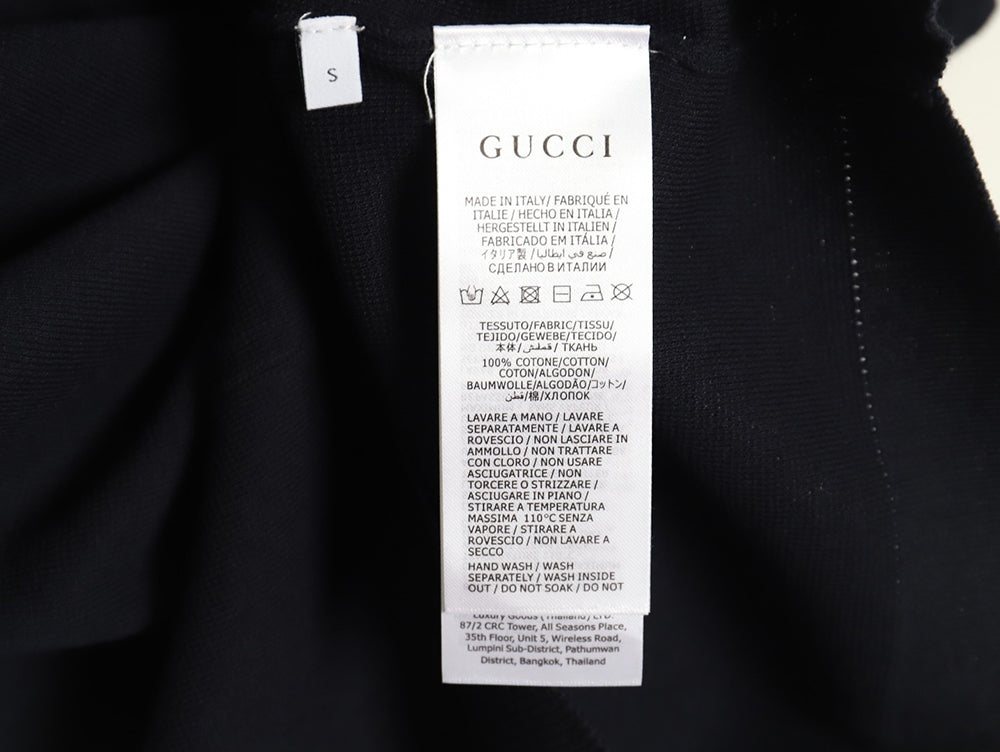 S
GUCCI
MADE IN ITALY/ FABRIQUÉ EN
ITALIE / HECHO EN ITALIA /
HERGESTELLT IN ITALIEN /
FABRICADO EM ITÁLIA /
イタリア製 / صنع في ايطاليا /
СДЕЛАНО В ИТАЛИИ
TESSUTO/FABRIC/TISSU/
TEJIDO/GEWEBE/TECIDO/
本体/قملش/ ТКАНЬ
100% COTONE/COTTON/
COTON/ALGODON/
BAUMWOLLE/ALGODÃO/コットン/
قطن/棉/ХЛОПОК
LAVARE A MANO / LAVARE
SEPARATAMENTE / LAVARE A
ROVESCIO / NON LASCIARE IN
AMMOLLO / NON TRATTARE
CON CLORO / NON USARE
ASCIUGATRICE / NON
TORCERE O STRIZZARE /
ASCIUGARE IN PIANO /
STIRARE A TEMPERATURA
MASSIMA 110°C SENZA
VAPORE / STIRARE A
ROVESCIO / NON LAVARE A
SECCO
HAND WASH / WASH
SEPARATELY / WASH INSIDE
OUT / DO NOT SOAK / DO NOT
Luxury Goods (Thailand) LTD.
87/2 CRC Tower, All Seasons Place,
35th Floor, Unit 5, Wireless Road,
Lumpini Sub-District, Pathumwan
District, Bangkok, Thailand